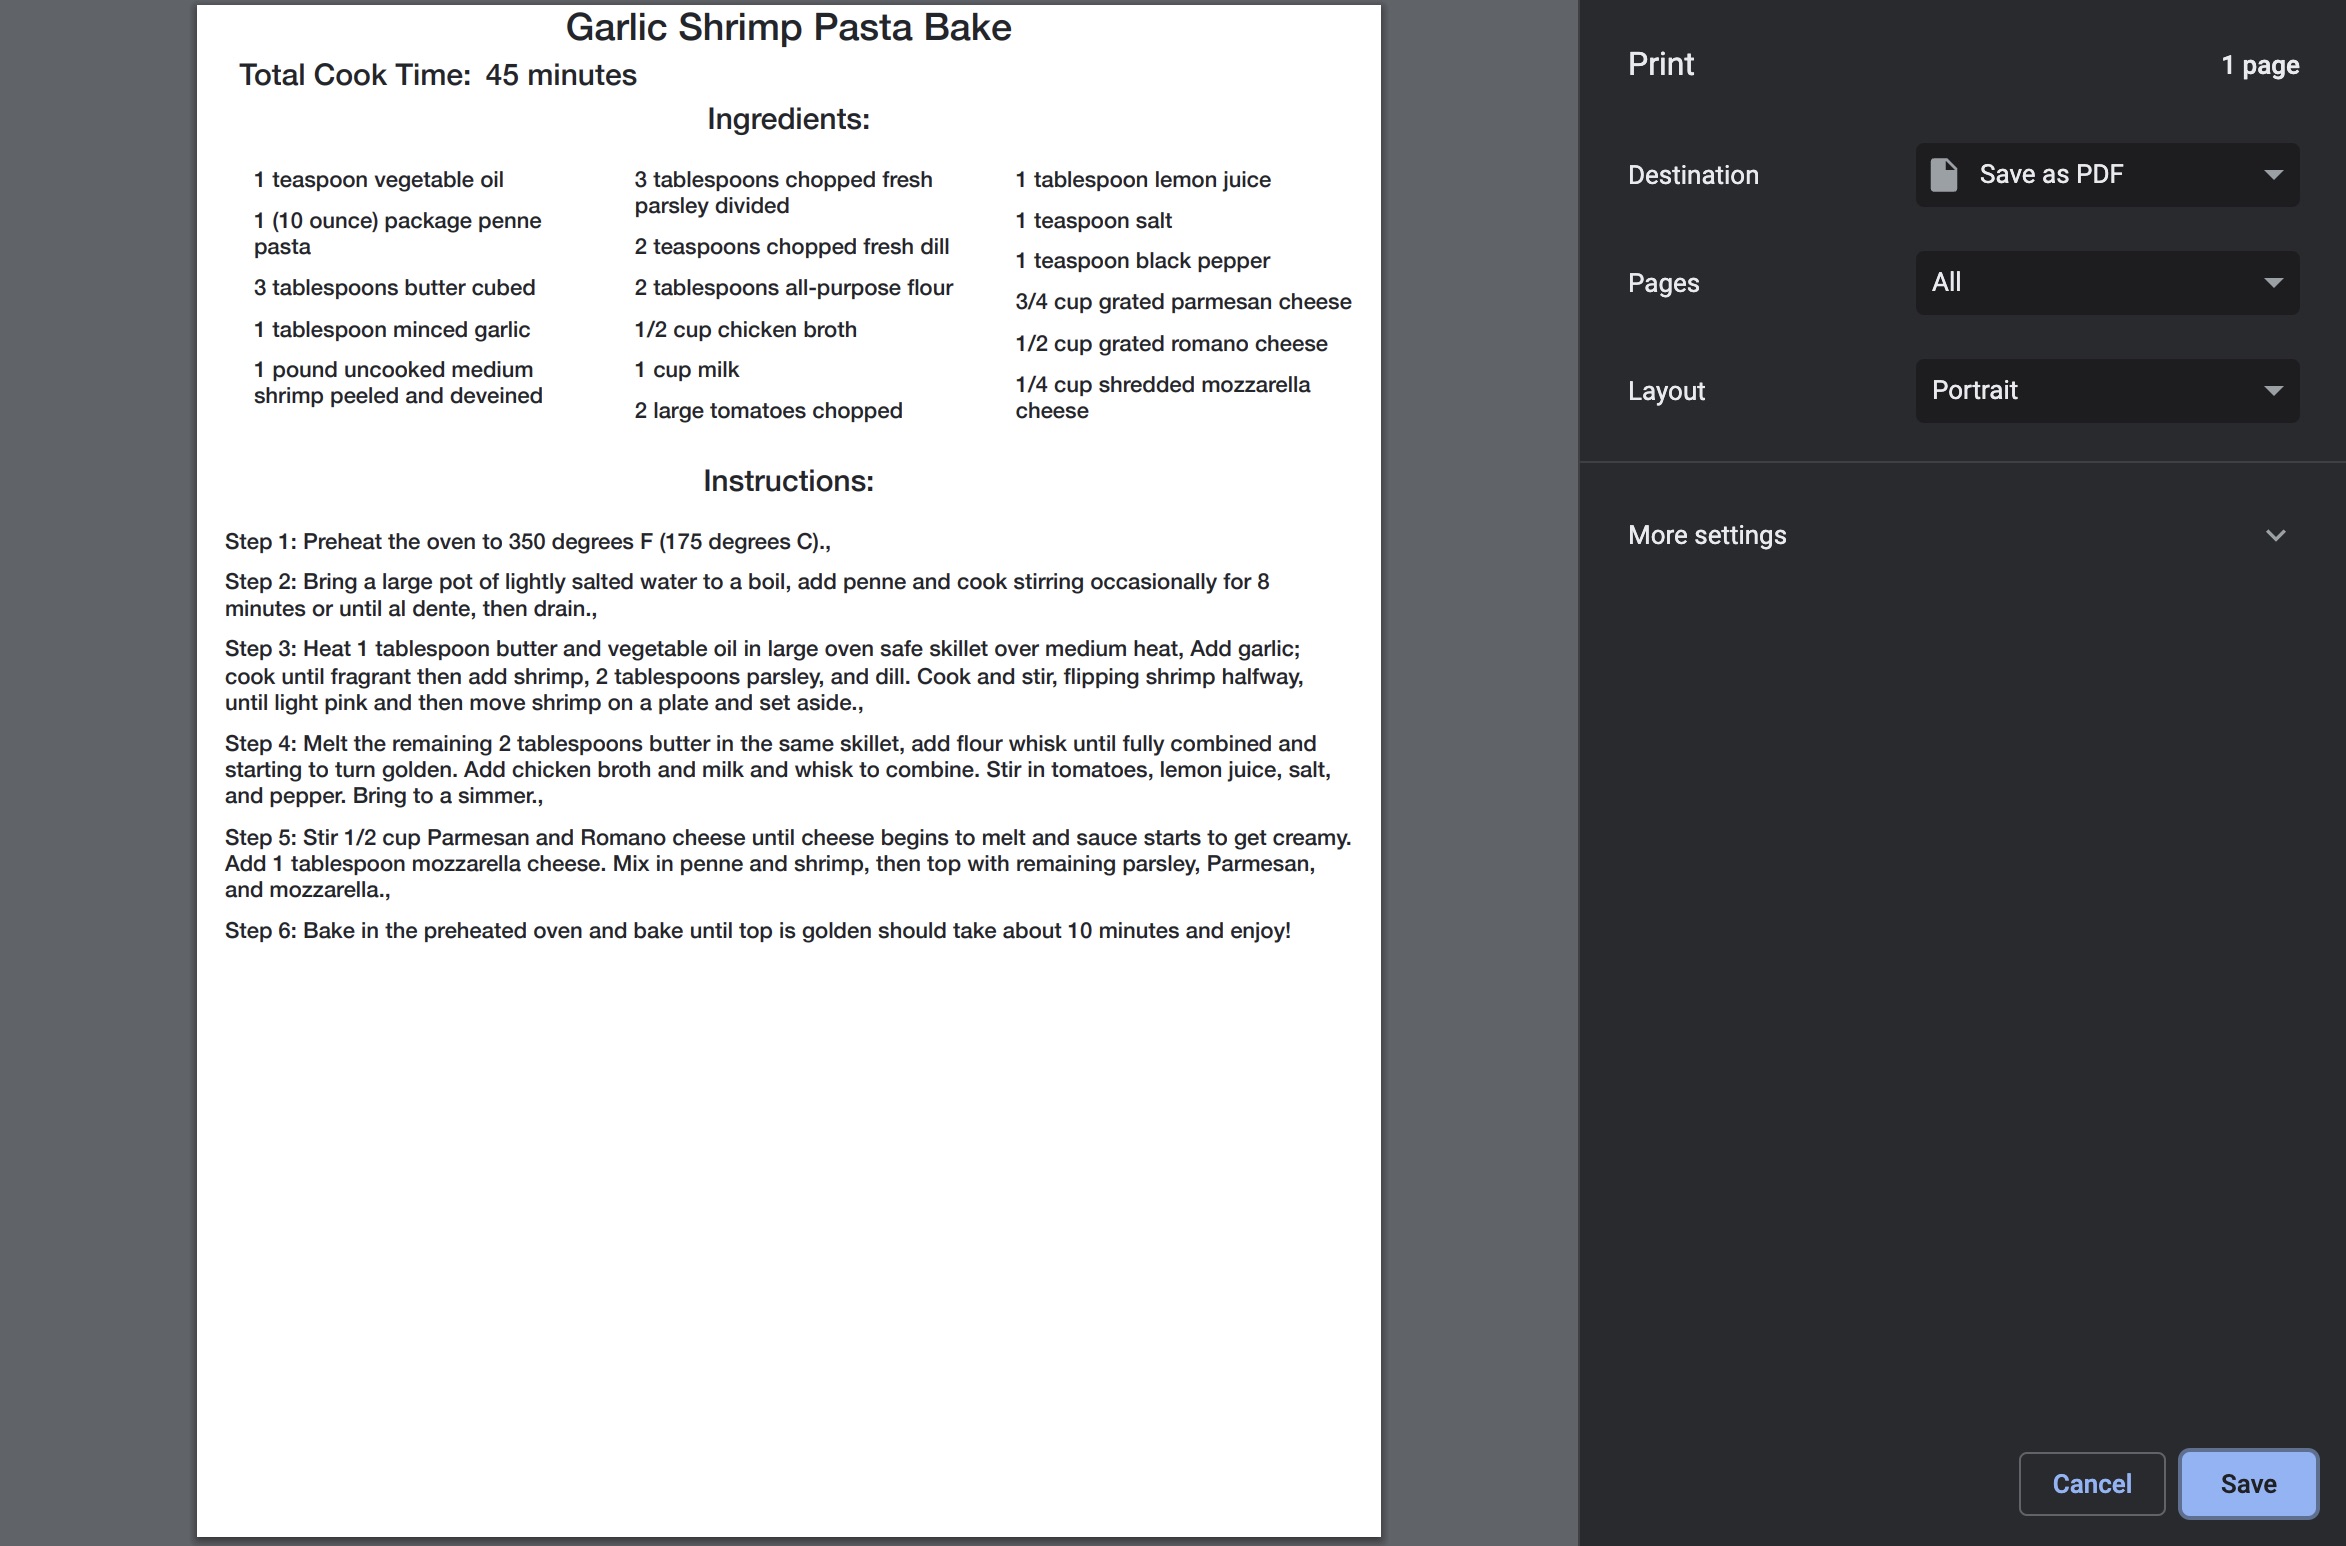 Garlic Shrimp Pasta Bake
Total Cook Time:  45 minutes
Ingredients:
1 teaspoon vegetable oil
1 (10 ounce) package penne
pasta
3 tablespoons butter cubed
1 tablespoon minced garlic
1 pound uncooked medium
shrimp peeled and deveined
3 tablespoons chopped fresh
parsley divided
2 teaspoons chopped fresh dill
2 tablespoons all-purpose flour
1/2 cup chicken broth
1 cup milk
2 large tomatoes chopped
1 tablespoon lemon juice
1 teaspoon salt
1 teaspoon black pepper
3/4 cup grated parmesan cheese
1/2 cup grated romano cheese
1/4 cup shredded mozzarella
cheese
Instructions:
Step 1: Preheat the oven to 350 degrees F (175 degrees C).,
Step 2: Bring a large pot of lightly salted water to a boil, add penne and cook stirring occasionally for 8
minutes or until al dente, then drain.,
Step 3: Heat 1 tablespoon butter and vegetable oil in large oven safe skillet over medium heat, Add garlic;
cook until fragrant then add shrimp, 2 tablespoons parsley, and dill. Cook and stir, flipping shrimp halfway,
until light pink and then move shrimp on a plate and set aside.,
Step 4: Melt the remaining 2 tablespoons butter in the same skillet, add flour whisk until fully combined and
starting to turn golden. Add chicken broth and milk and whisk to combine. Stir in tomatoes, lemon juice, salt,
and pepper. Bring to a simmer.,
Step 5: Stir 1/2 cup Parmesan and Romano cheese until cheese begins to melt and sauce starts to get creamy.
Add 1 tablespoon mozzarella cheese. Mix in penne and shrimp, then top with remaining parsley, Parmesan,
and mozzarella.,
Step 6: Bake in the preheated oven and bake until top is golden should take about 10 minutes and enjoy!
Print
1 page
Destination
Save as PDF
Pages
All
Layout
Portrait
More settings
Cancel
Save